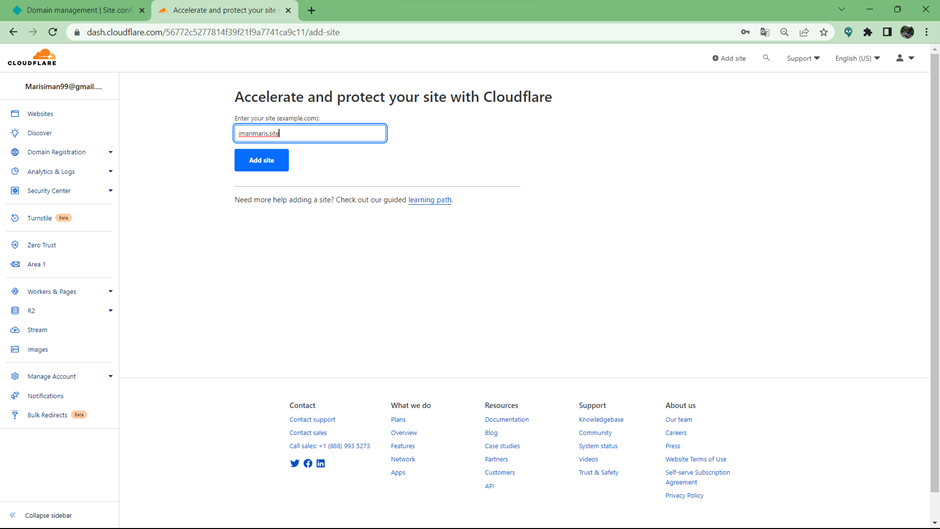 Domain management | Site conf
Accelerate and protect your site
dash.cloudflare.com/56772c5277814f39f21f9a7741ca9c11/add-site
CLOUDFLARE
Add site
Support
English (US)
Marisiman99@gmail....
Websites
Discover
Domain Registration
Analytics & Logs
Security Center
Turnstile Beta
Zero Trust
Area 1
Workers & Pages
R2
Stream
Images
Manage Account
Notifications
Bulk Redirects Beta
Collapse sidebar
Accelerate and protect your site with Cloudflare
Enter your site (example.com):
imanmaris.site
Add site
Need more help adding a site? Check out our guided learning path.
Contact
Contact support
Contact sales
Call sales: +1 (888) 993 5273
What we do
Plans
Overview
Features
Network
Apps
Resources
Documentation
Blog
Case studies
Partners
Customers
API
Support
Knowledgebase
Community
System status
Videos
Trust & Safety
About us
Our team
Careers
Press
Website Terms of Use
Self-serve Subscription
Agreement
Privacy Policy